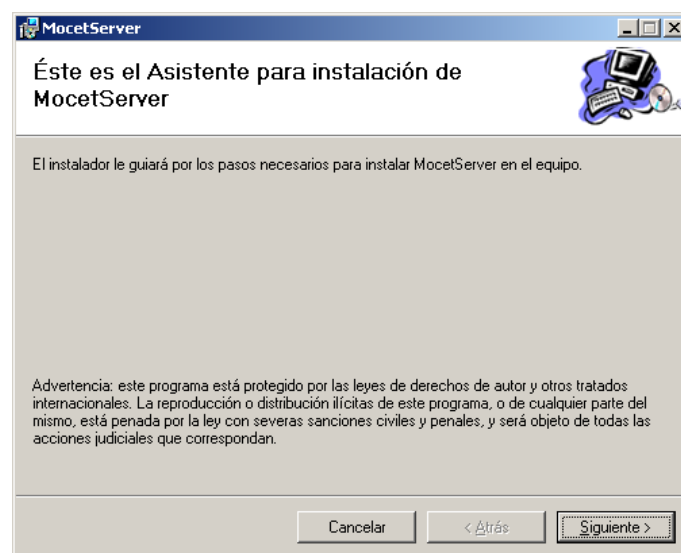 MocetServer
Éste es el Asistente para instalación de
MocetServer
El instalador le guiará por los pasos necesarios para instalar MocetServer en el equipo.
Advertencia: este programa está protegido por las leyes de derechos de autor y otros tratados
internacionales. La reproducción o distribución ilícitas de este programa, o de cualquier parte del
mismo, está penada por la ley con severas sanciones civiles y penales, y será objeto de todas las
acciones judiciales que correspondan.
Cancelar
< Atrás
Siguiente >